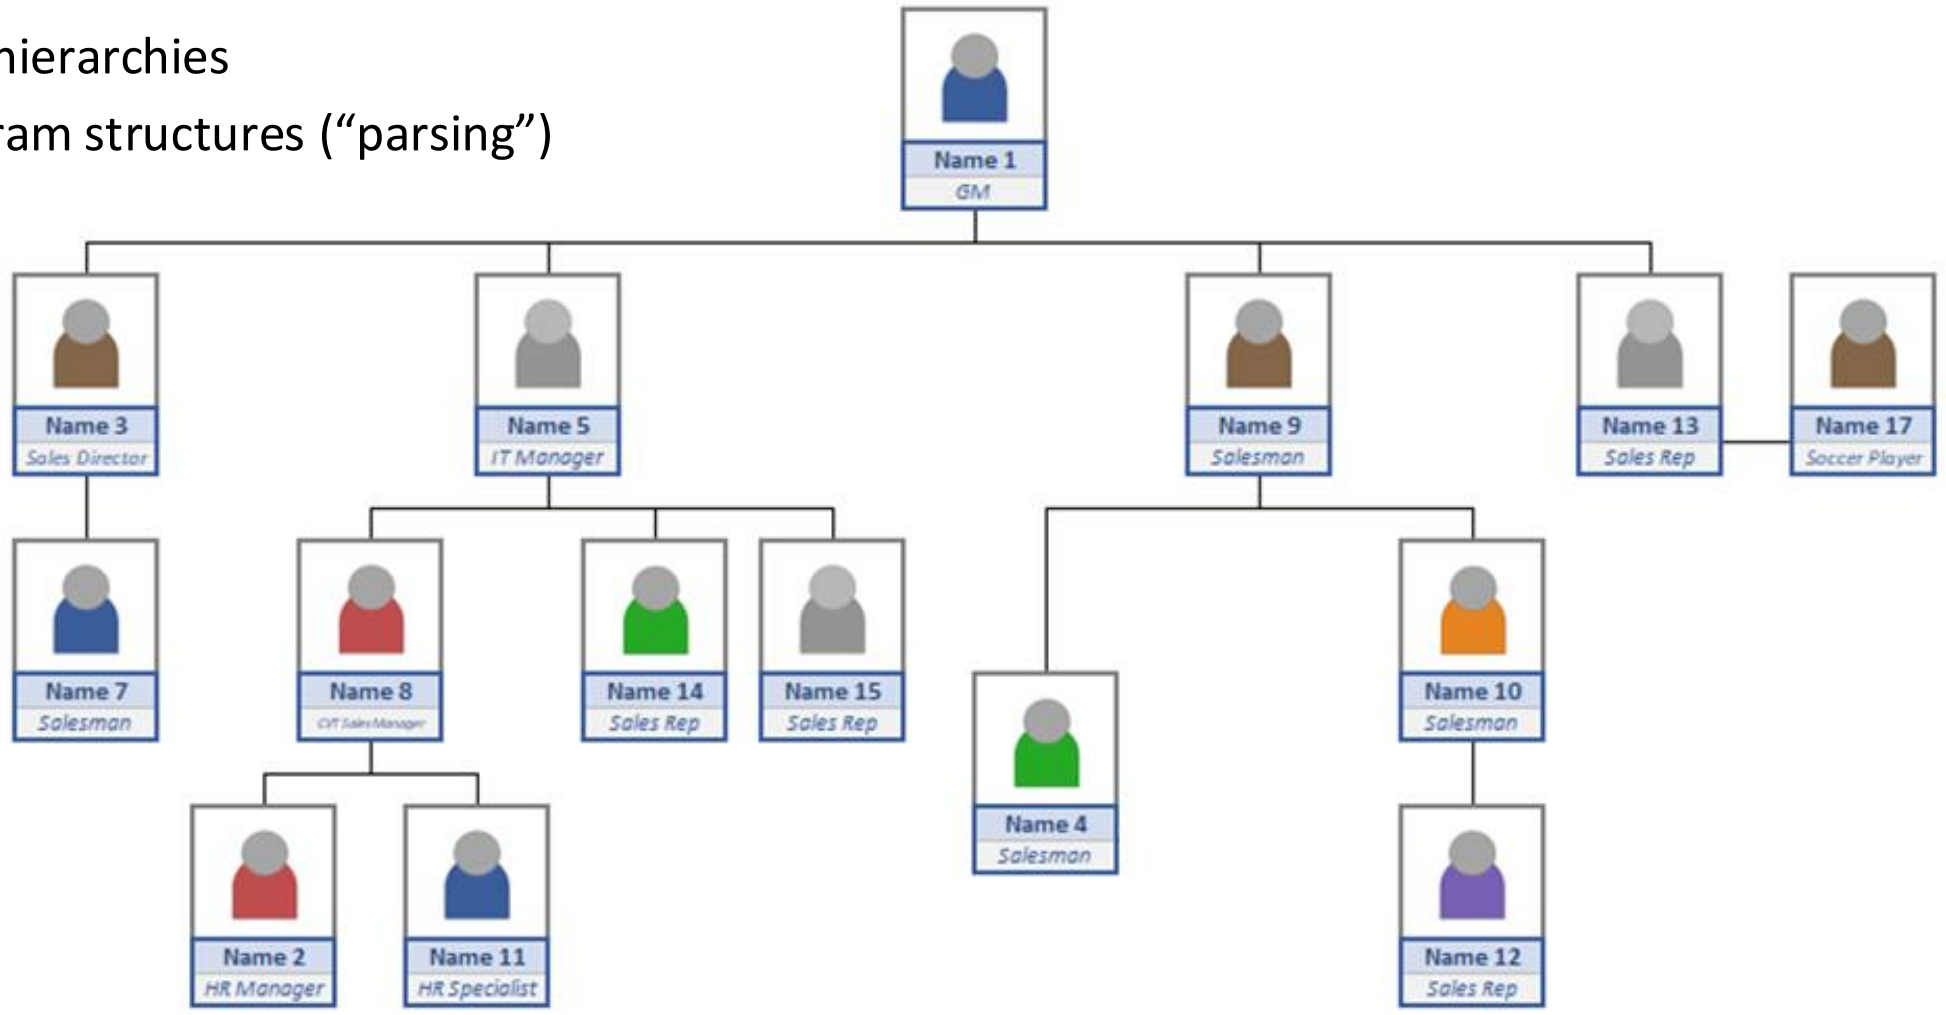 hierarchies
ram structures (“parsing”)
Name 1
GM
Name 3
Sales Director
Name 5
IT Manager
Name 9
Salesman
Name 13
Sales Rep
Name 17
Soccer Player
Name 7
Salesman
Name 8
CVT Sales Manager
Name 14
Sales Rep
Name 15
Sales Rep
Name 10
Salesman
Name 4
Salesman
Name 2
HR Manager
Name 11
HR Specialist
Name 12
Sales Rep